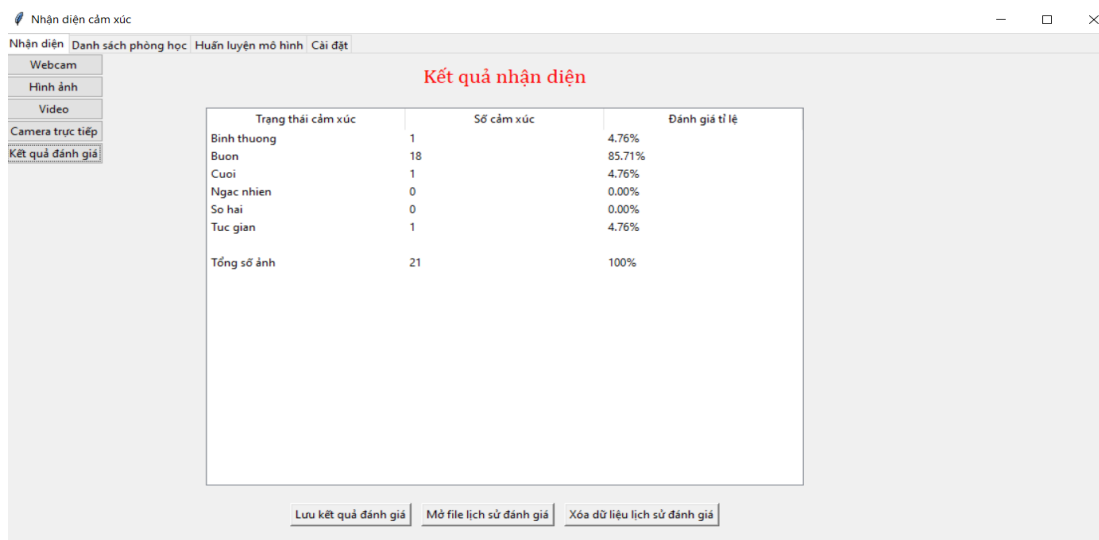 Nhận diện cảm xúc
Nhận diện Danh sách phòng học Huấn luyện mô hình Cài đặt
Webcam
Hình ảnh
Video
Camera trực tiếp
Kết quả đánh giá
Kết quả nhận diện
Trạng thái cảm xúc Số cảm xúc Đánh giá tỉ lệ
Binh thuong 1 4.76%
Buon 18 85.71%
Cuoi 1 4.76%
Ngac nhien 0 0.00%
So hai 0 0.00%
Tuc gian 1 4.76%
Tổng số ảnh 21 100%
Lưu kết quả đánh giá Mở file lịch sử đánh giá Xóa dữ liệu lịch sử đánh giá